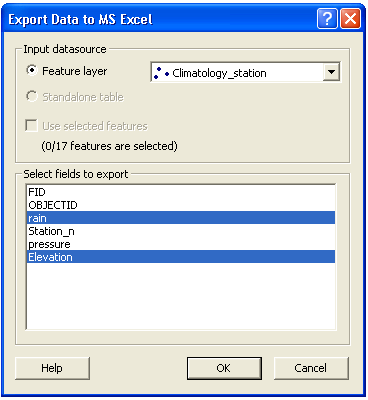 Export Data to MS Excel
Input datasource
Feature layer
Climatology_station
Standalone table
Use selected features
(0/17 features are selected)
Select fields to export
FID
OBJECTID
rain
Station_n
pressure
Elevation
Help
OK
Cancel